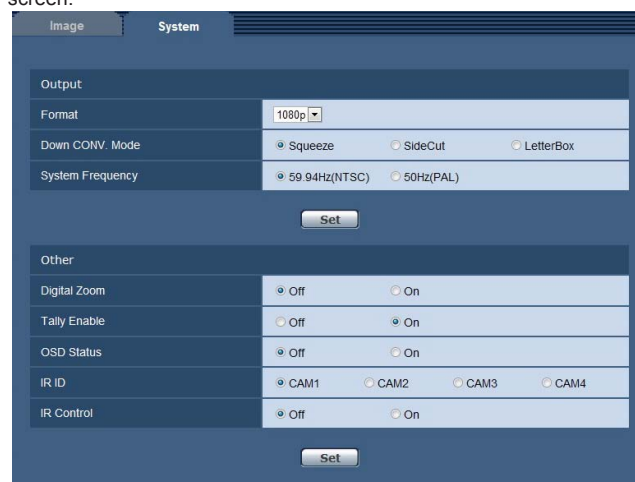 screen.
Image System
Output
Format 1080p
Down CONV. Mode Squeeze SideCut LetterBox
System Frequency 59.94Hz(NTSC) 50Hz(PAL)
Set
Other
Digital Zoom Off On
Tally Enable Off On
OSD Status Off On
IR ID CAM1 CAM2 CAM3 CAM4
IR Control Off On
Set